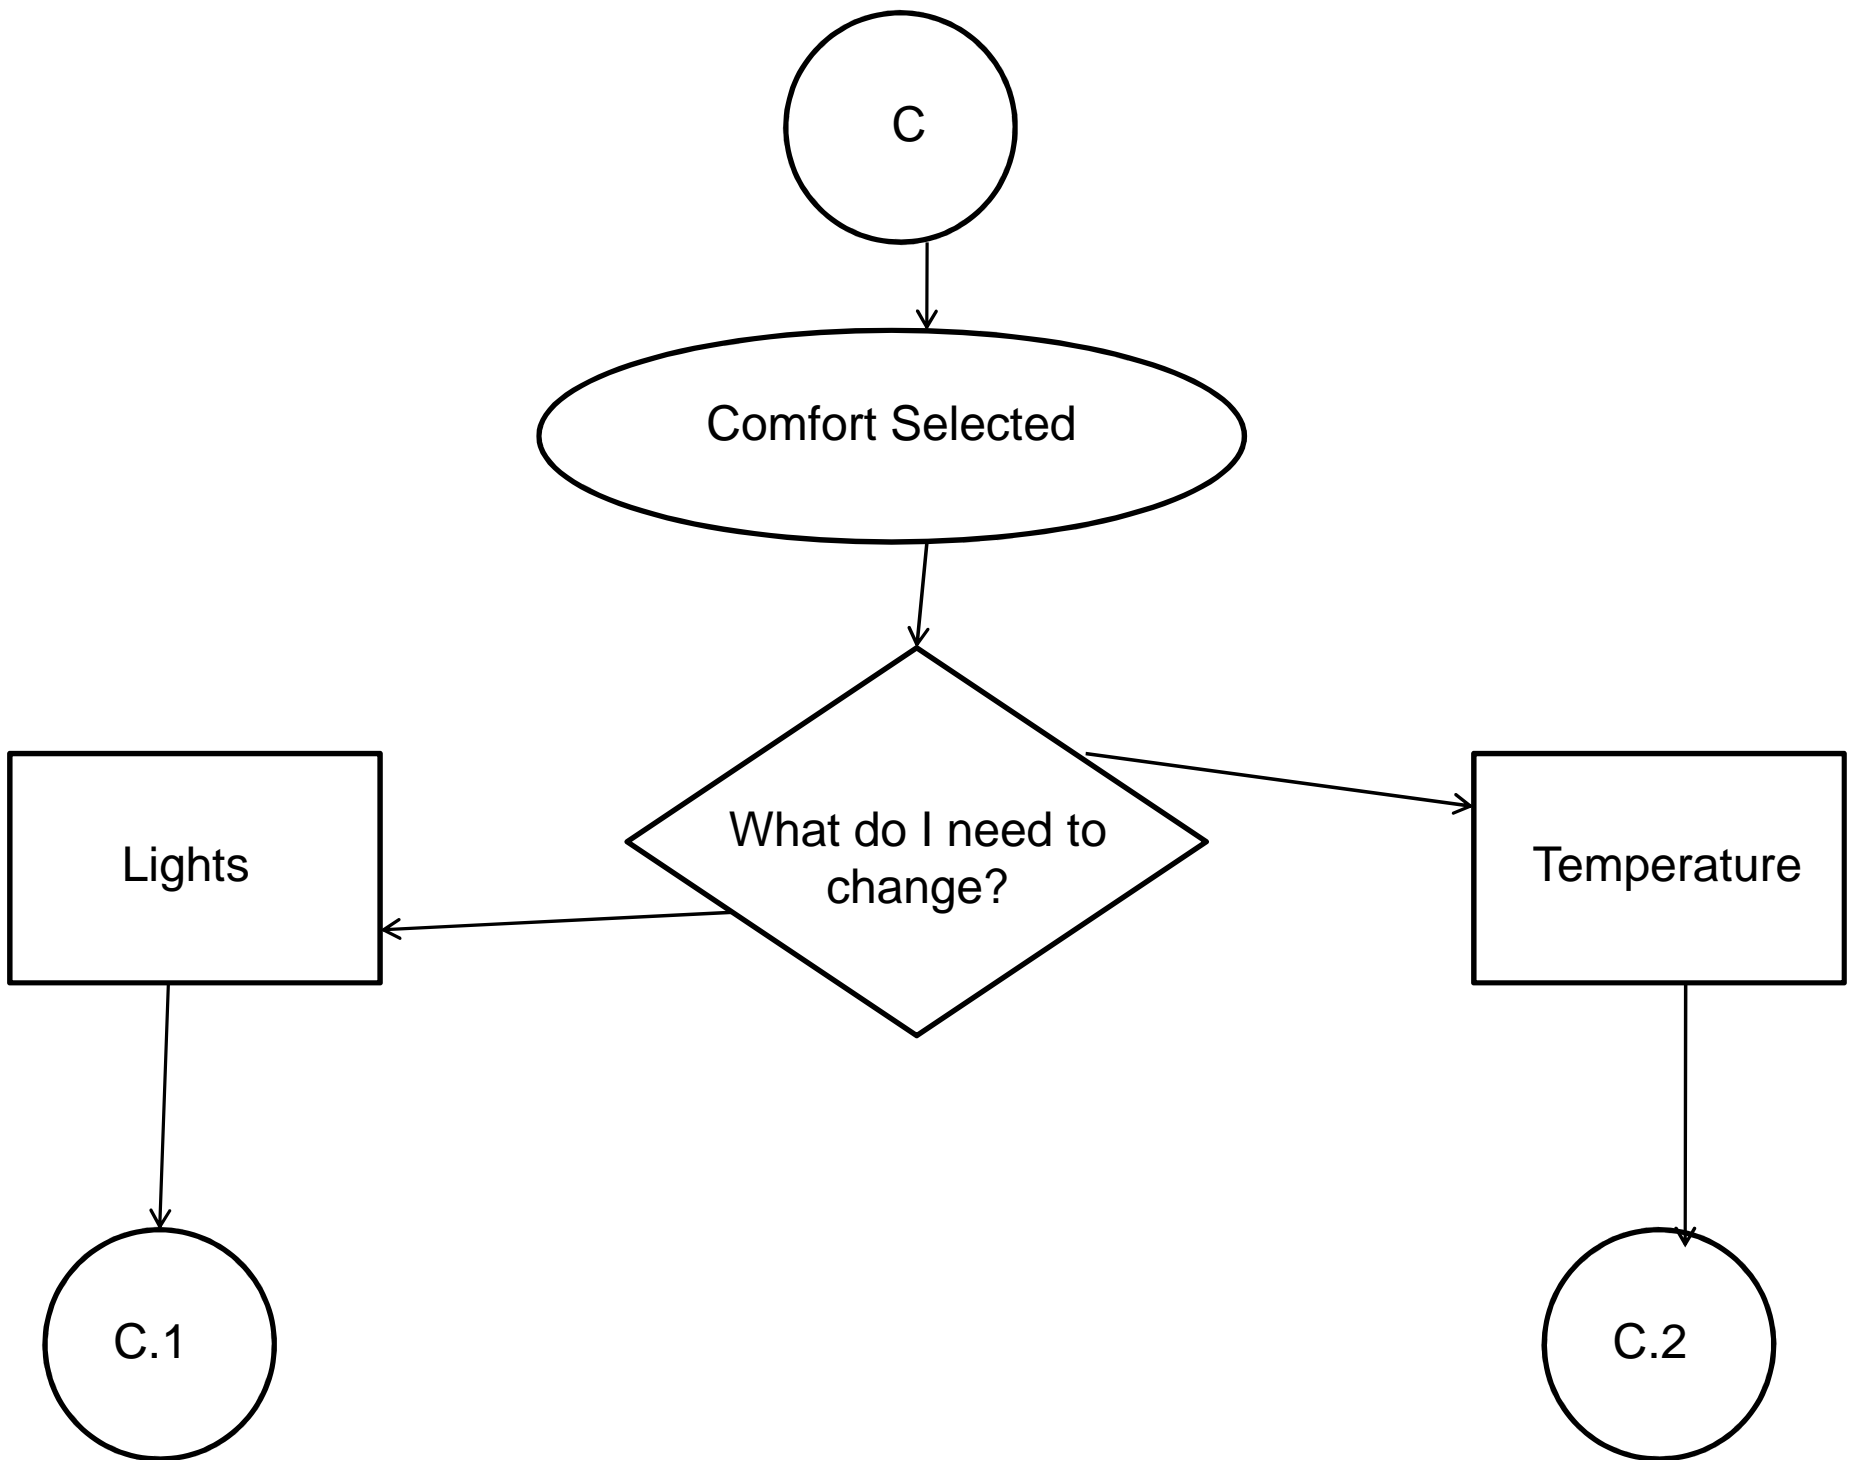 C
Comfort Selected
What do I need to
change?
Lights
Temperature
C.1
C.2